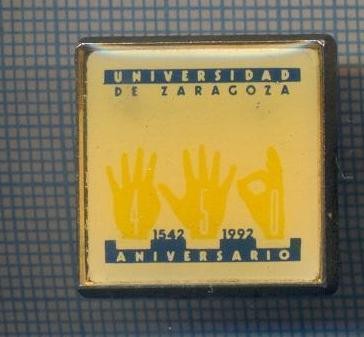 UNIVERSIDAD
DE ZARAGOZA
4 5 0
1542 1992
ANIVERSARIO